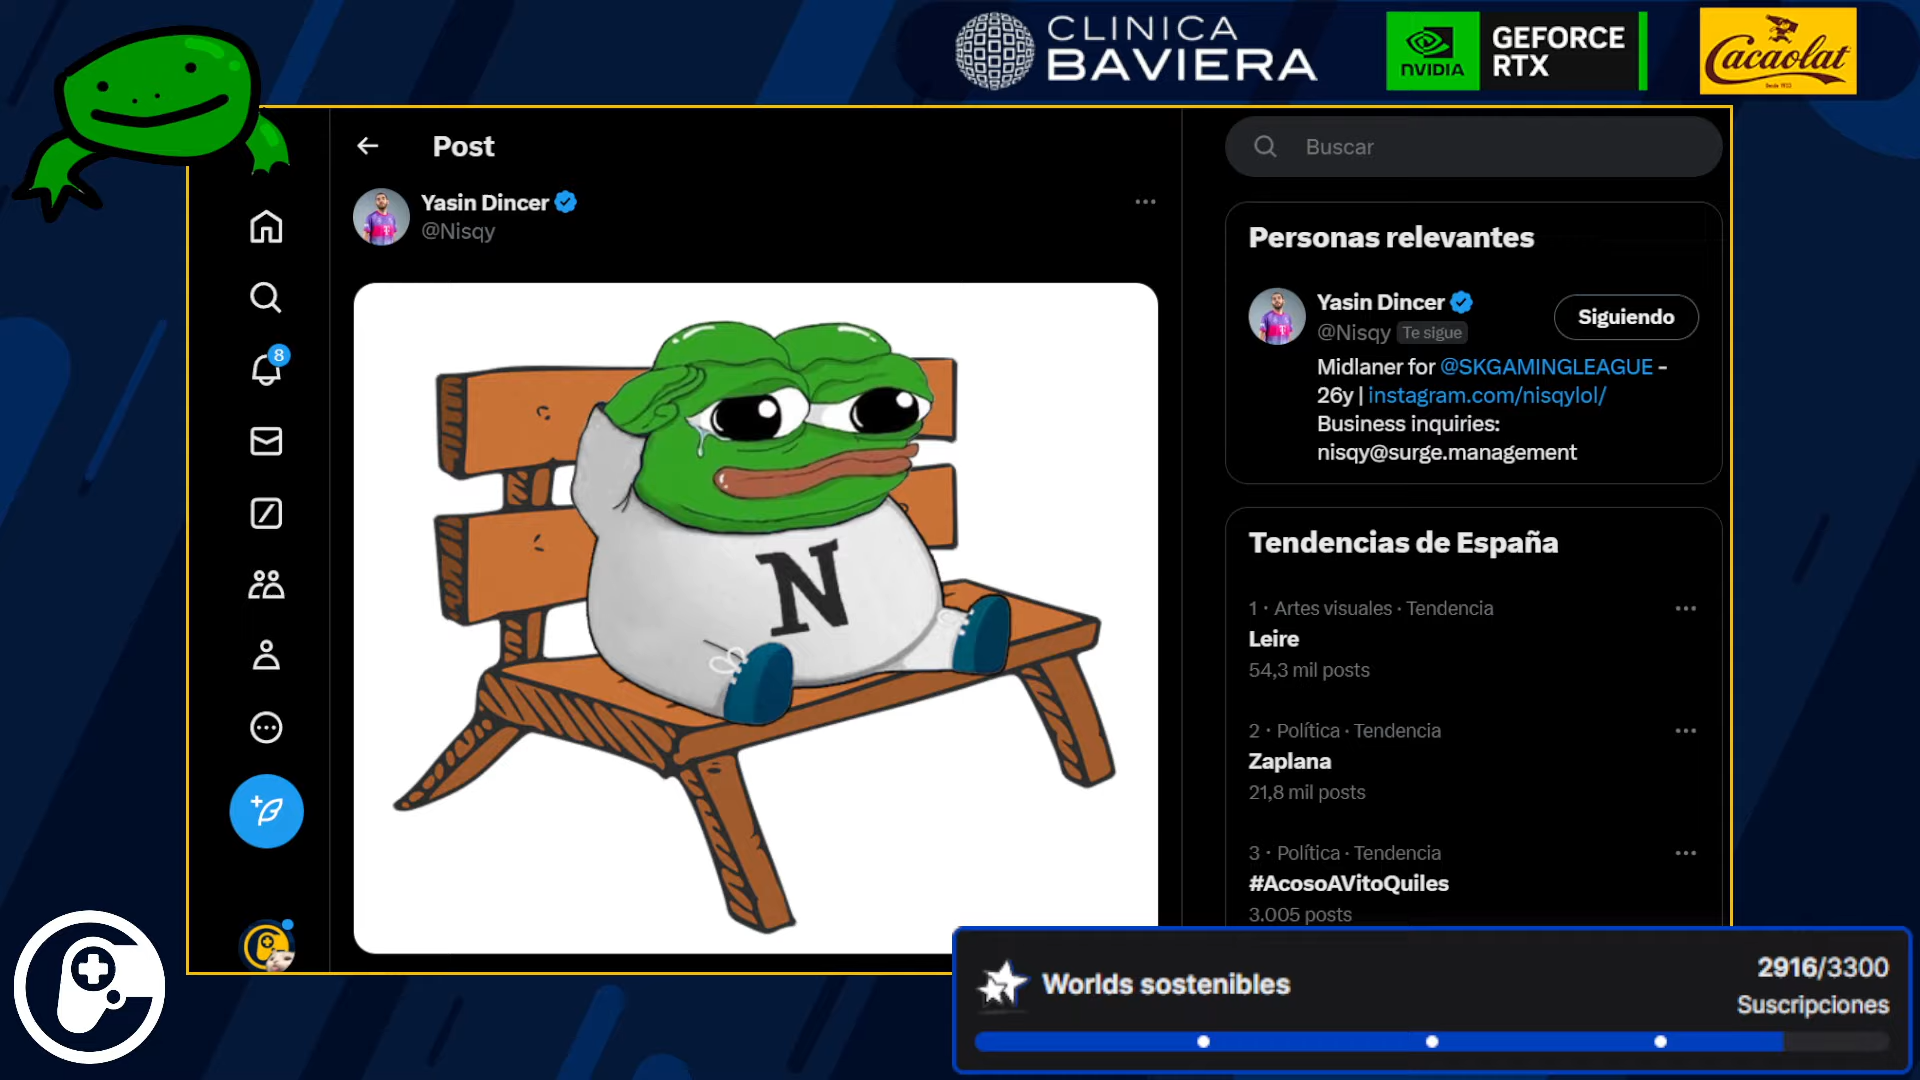 CLINICA
BAVIERA
NVIDIA
GEFORCE
RTX
Cacaolat
Desde 1933
Post
Yasin Dincer
@Nisqy
8
N
Buscar
Personas relevantes
Yasin Dincer
@Nisqy Te sigue
Siguiendo
Midlaner for @SKGAMINGLEAGUE -
26y | instagram.com/nisqylol/
Business inquiries:
nisqy@surge.management
Tendencias de España
1 · Artes visuales · Tendencia
Leire
54,3 mil posts
2 · Política · Tendencia
Zaplana
21,8 mil posts
3 · Política · Tendencia
#AcosoAVitoQuiles
3.005 posts
Worlds sostenibles
2916/3300
Suscripciones